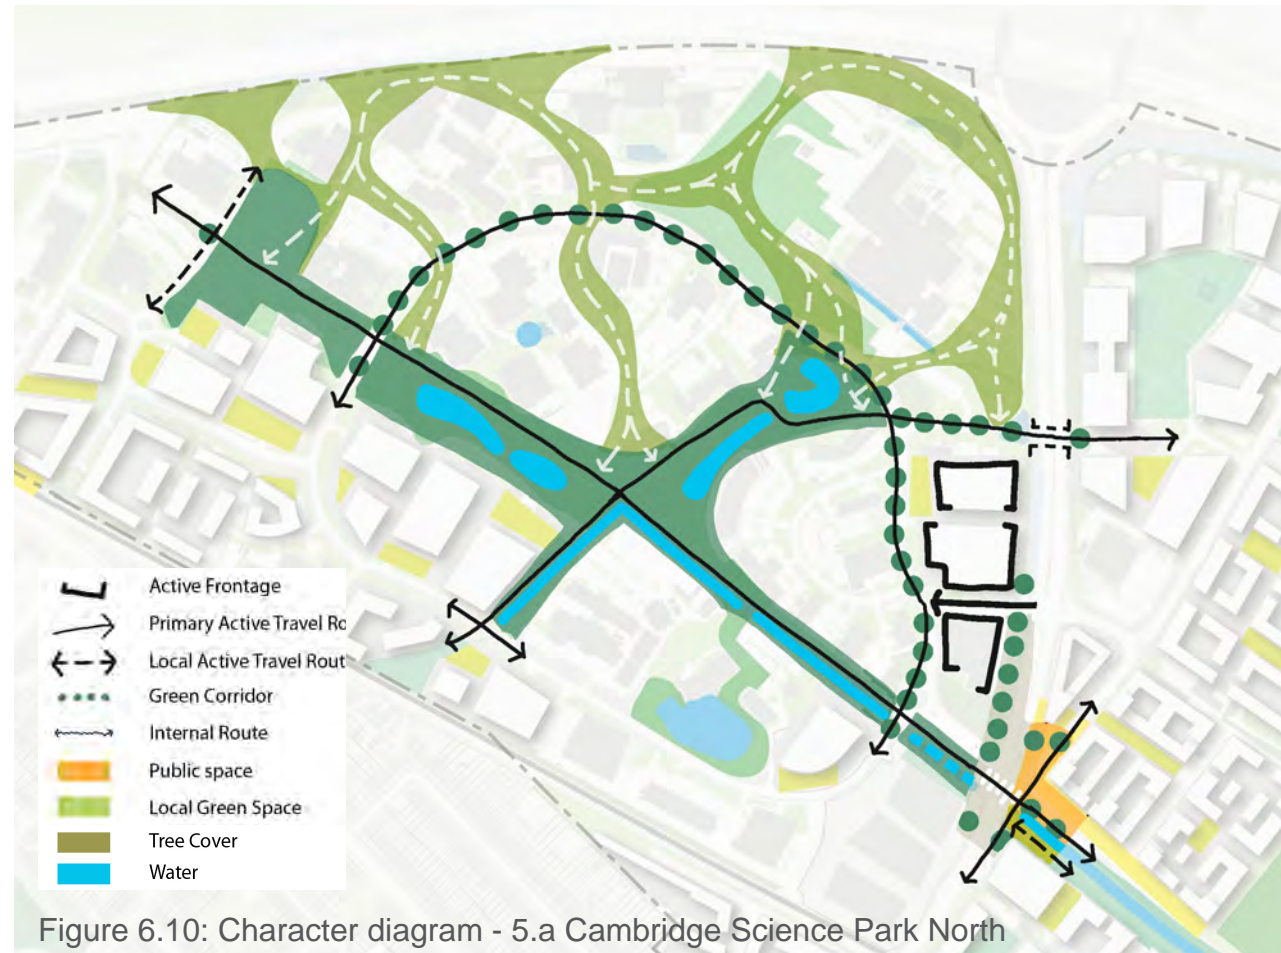 Active Frontage
Primary Active Travel Ro
Local Active Travel Rout
Green Corridor
Internal Route
Public space
Local Green Space
Tree Cover
Water
Figure 6.10: Character diagram - 5.a Cambridge Science Park North